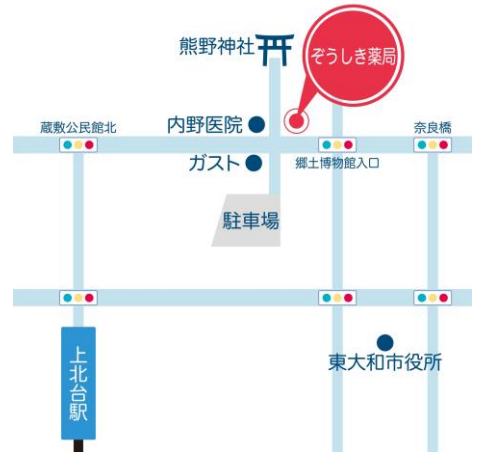 熊野神社
ぞうしき薬局
蔵敷公民館北
内野医院
奈良橋
ガスト
郷土博物館入口
駐車場
上北台駅
東大和市役所